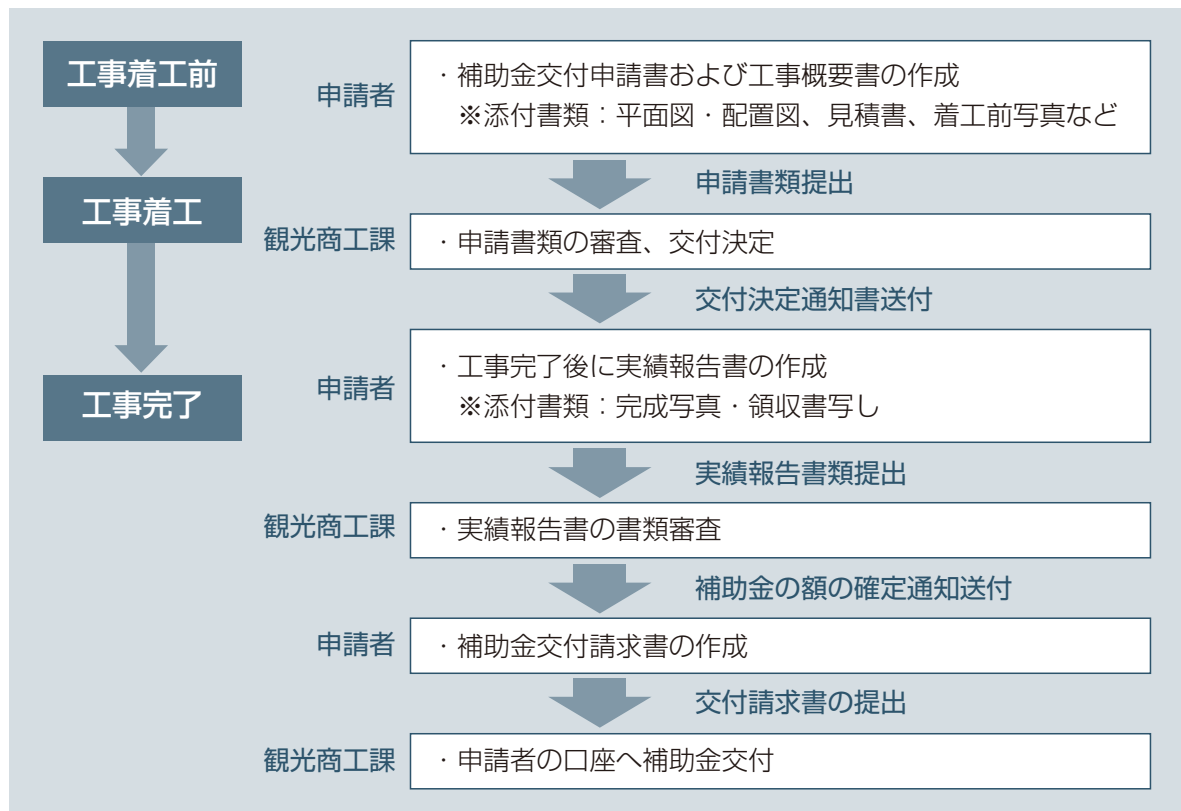 工事着工前
申請者
・補助金交付申請書および工事概要書の作成
※添付書類：平面図・配置図、見積書、着工前写真など
申請書類提出
工事着工
観光商工課
・申請書類の審査、交付決定
交付決定通知書送付
工事完了
申請者
・工事完了後に実績報告書の作成
※添付書類：完成写真・領収書写し
実績報告書類提出
観光商工課
・実績報告書の書類審査
補助金の額の確定通知送付
申請者
・補助金交付請求書の作成
交付請求書の提出
観光商工課
・申請者の口座へ補助金交付